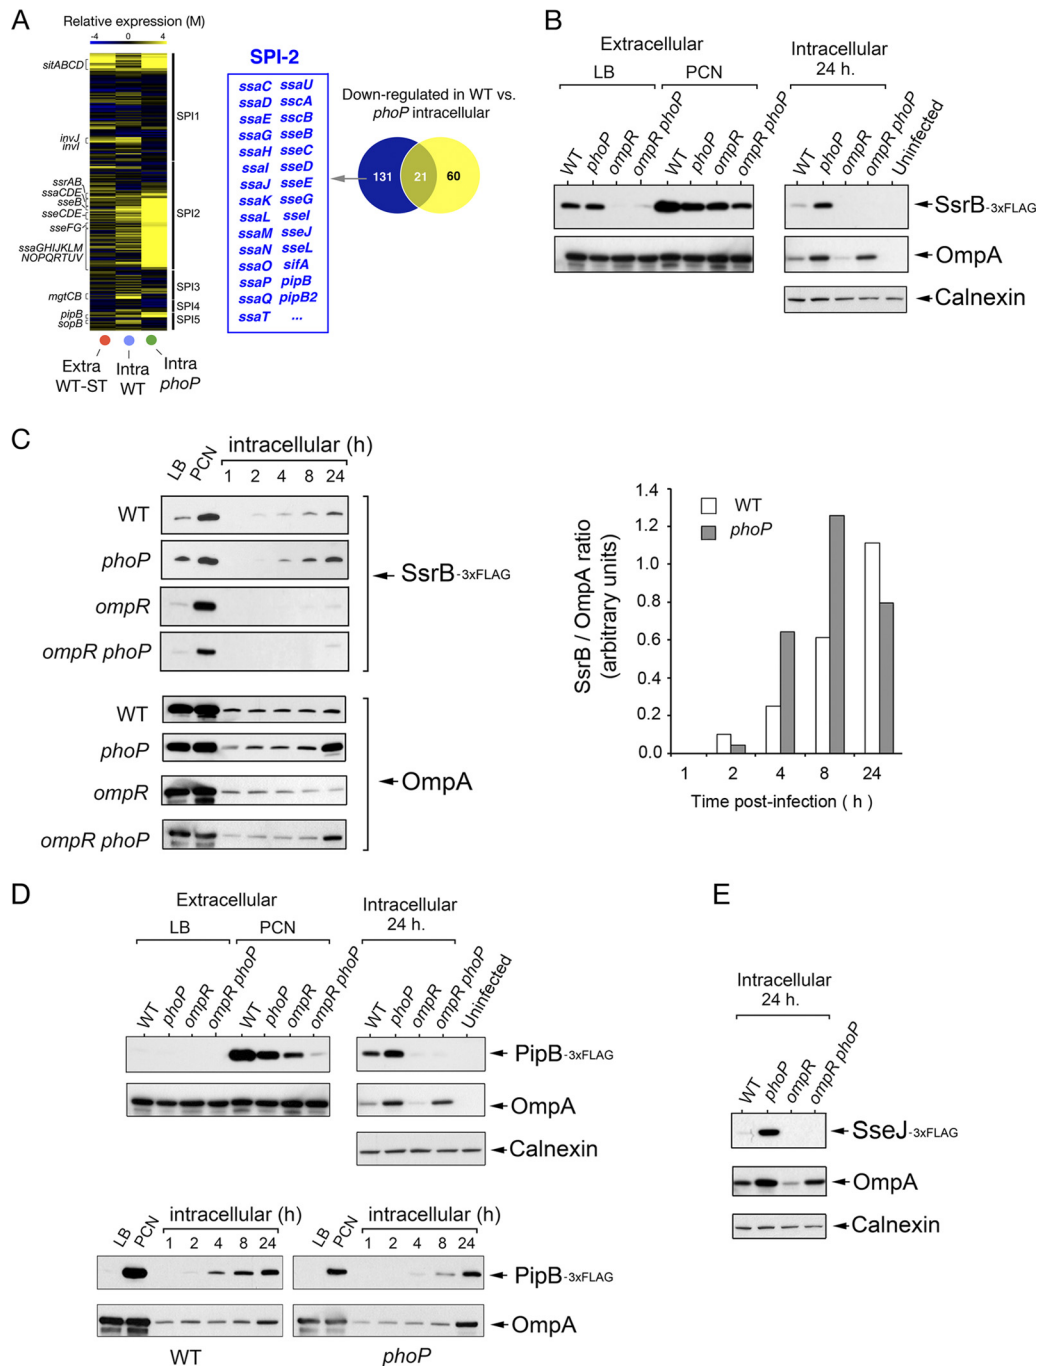 A
Relative expression (M)
-4 0 4
sitABCD
invJ
invI
ssrAB
ssaCDE
sseB
sseCDE
sseFG
ssaGHIJKLM
NOPQRTUV
mgtCB
pipB
sopB
SPI1
SPI2
SPI3
SPI4
SPI5
Extra WT-ST
Intra WT
Intra phoP
SPI-2
ssaC ssaU
ssaD sscA
ssaE sscB
ssaG sseB
ssaH sseC
ssaI sseD
ssaJ sseE
ssaK sseG
ssaL sseI
ssaM sseJ
ssaN sseL
ssaO sifA
ssaP pipB
ssaQ pipB2
ssaT ...
Down-regulated in WT vs.
phoP intracellular
131 21 60
B
Extracellular
LB PCN
Intracellular
24 h.
WT phoP ompR ompR phoP WT phoP ompR ompR phoP
WT phoP ompR ompR phoP Uninfected
SsrB-3xFLAG
OmpA
Calnexin
C
LB PCN intracellular (h)
1 2 4 8 24
WT
phoP
ompR
ompR phoP
SsrB-3xFLAG
WT
phoP
ompR
ompR phoP
OmpA
SsrB / OmpA ratio
(arbitrary units)
1.4
1.2
1.0
0.8
0.6
0.4
0.2
0.0
WT
phoP
1 2 4 8 24
Time post-infection ( h )
D
Extracellular
LB PCN
Intracellular
24 h.
WT phoP ompR ompR phoP WT phoP ompR ompR phoP
WT phoP ompR ompR phoP Uninfected
PipB-3xFLAG
OmpA
Calnexin
LB PCN intracellular (h)
1 2 4 8 24
LB PCN intracellular (h)
1 2 4 8 24
PipB-3xFLAG
OmpA
WT
phoP
E
Intracellular
24 h.
WT phoP ompR ompR phoP
SseJ-3xFLAG
OmpA
Calnexin